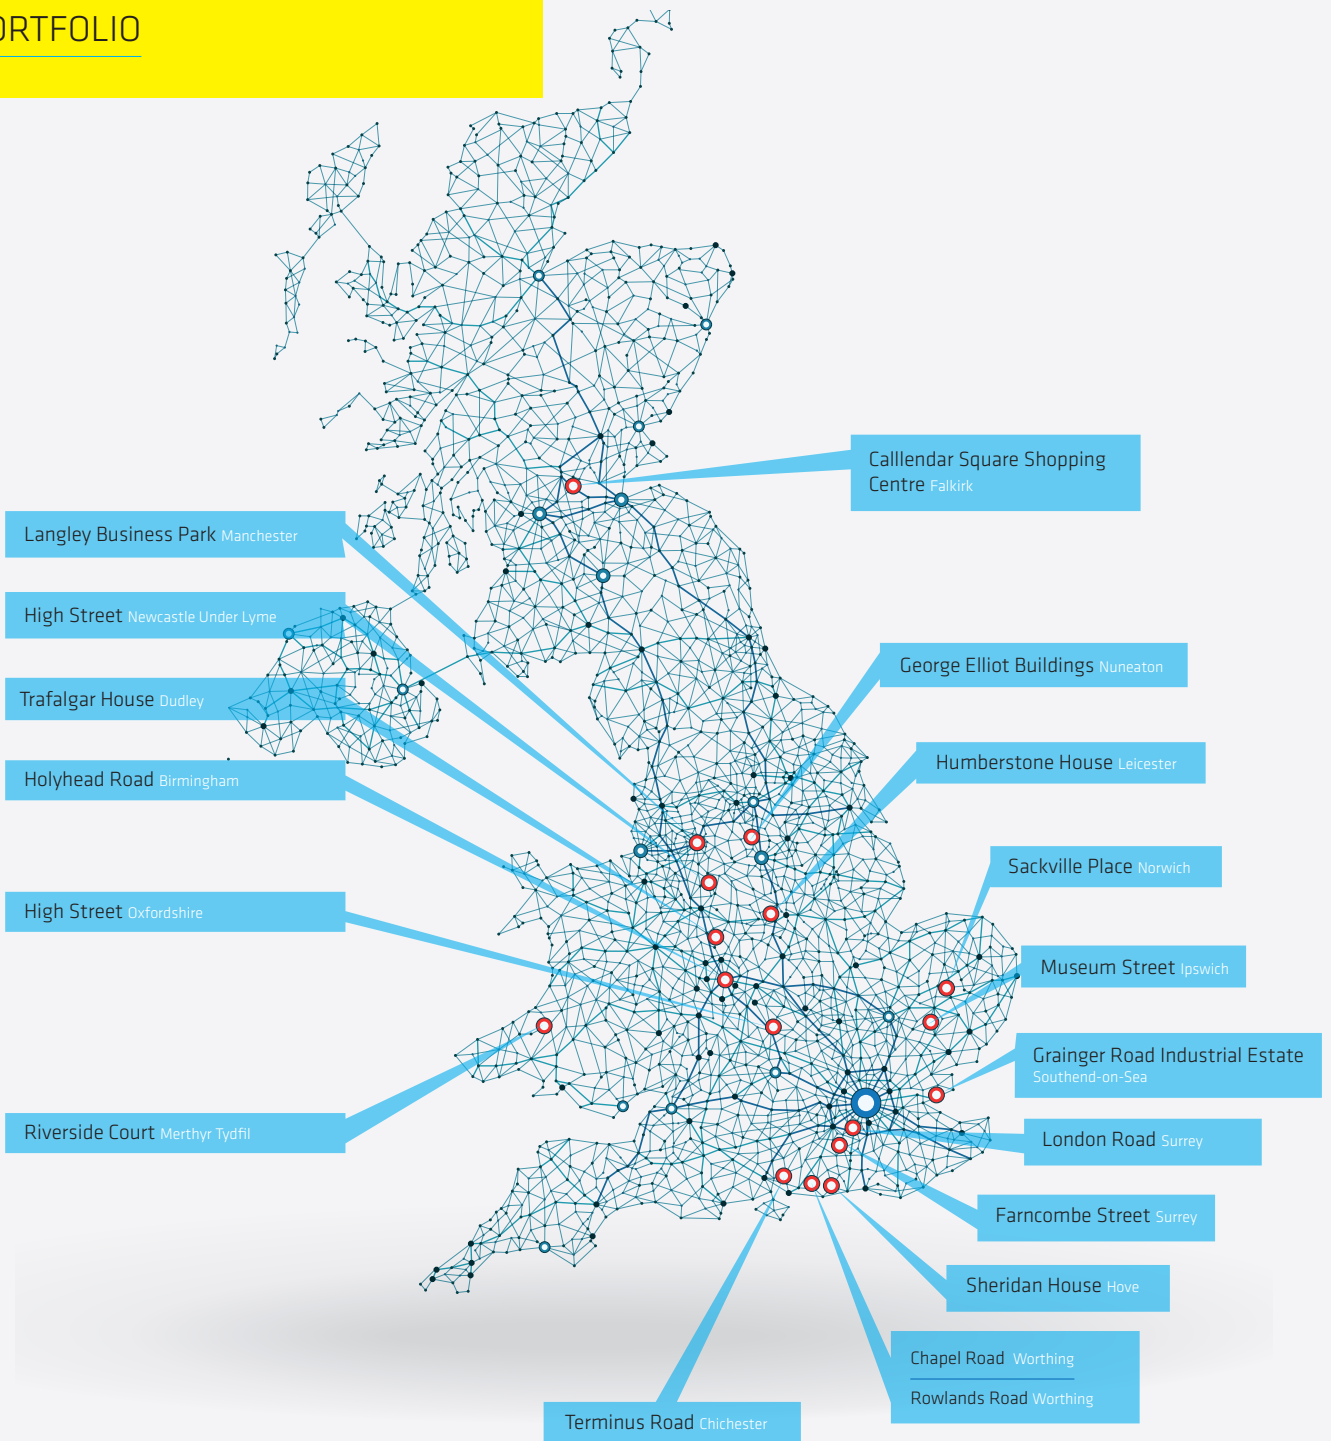 ORTFOLIO
Calllendar Square Shopping
Centre Falkirk
Langley Business Park Manchester
High Street Newcastle Under Lyme
Trafalgar House Dudley
Holyhead Road Birmingham
High Street Oxfordshire
Riverside Court Merthyr Tydfil
George Elliot Buildings Nuneaton
Humberstone House Leicester
Sackville Place Norwich
Museum Street Ipswich
Grainger Road Industrial Estate
Southend-on-Sea
London Road Surrey
Farncombe Street Surrey
Sheridan House Hove
Chapel Road Worthing
Rowlands Road Worthing
Terminus Road Chichester